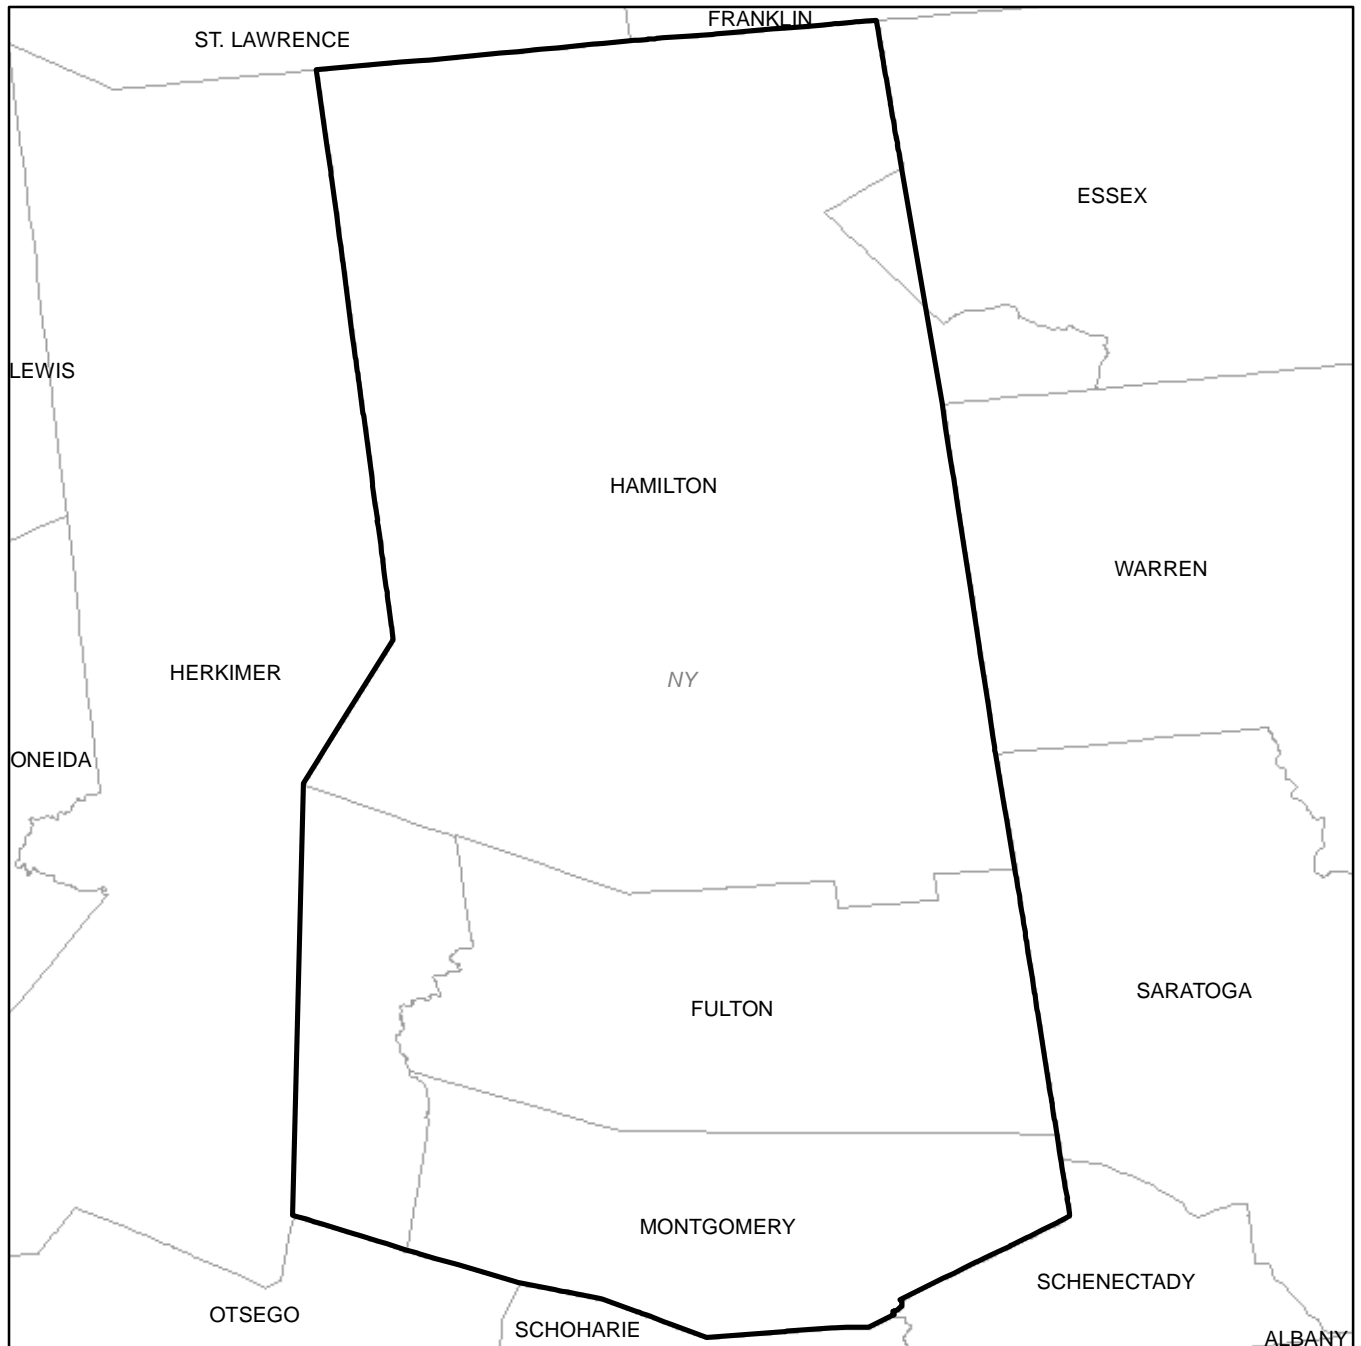 FRANKLIN
ST. LAWRENCE
ESSEX
LEWIS
HAMILTON
WARREN
HERKIMER
NY
ONEIDA
SARATOGA
FULTON
MONTGOMERY
SCHENECTADY
OTSEGO
SCHOHARIE
ALBANY